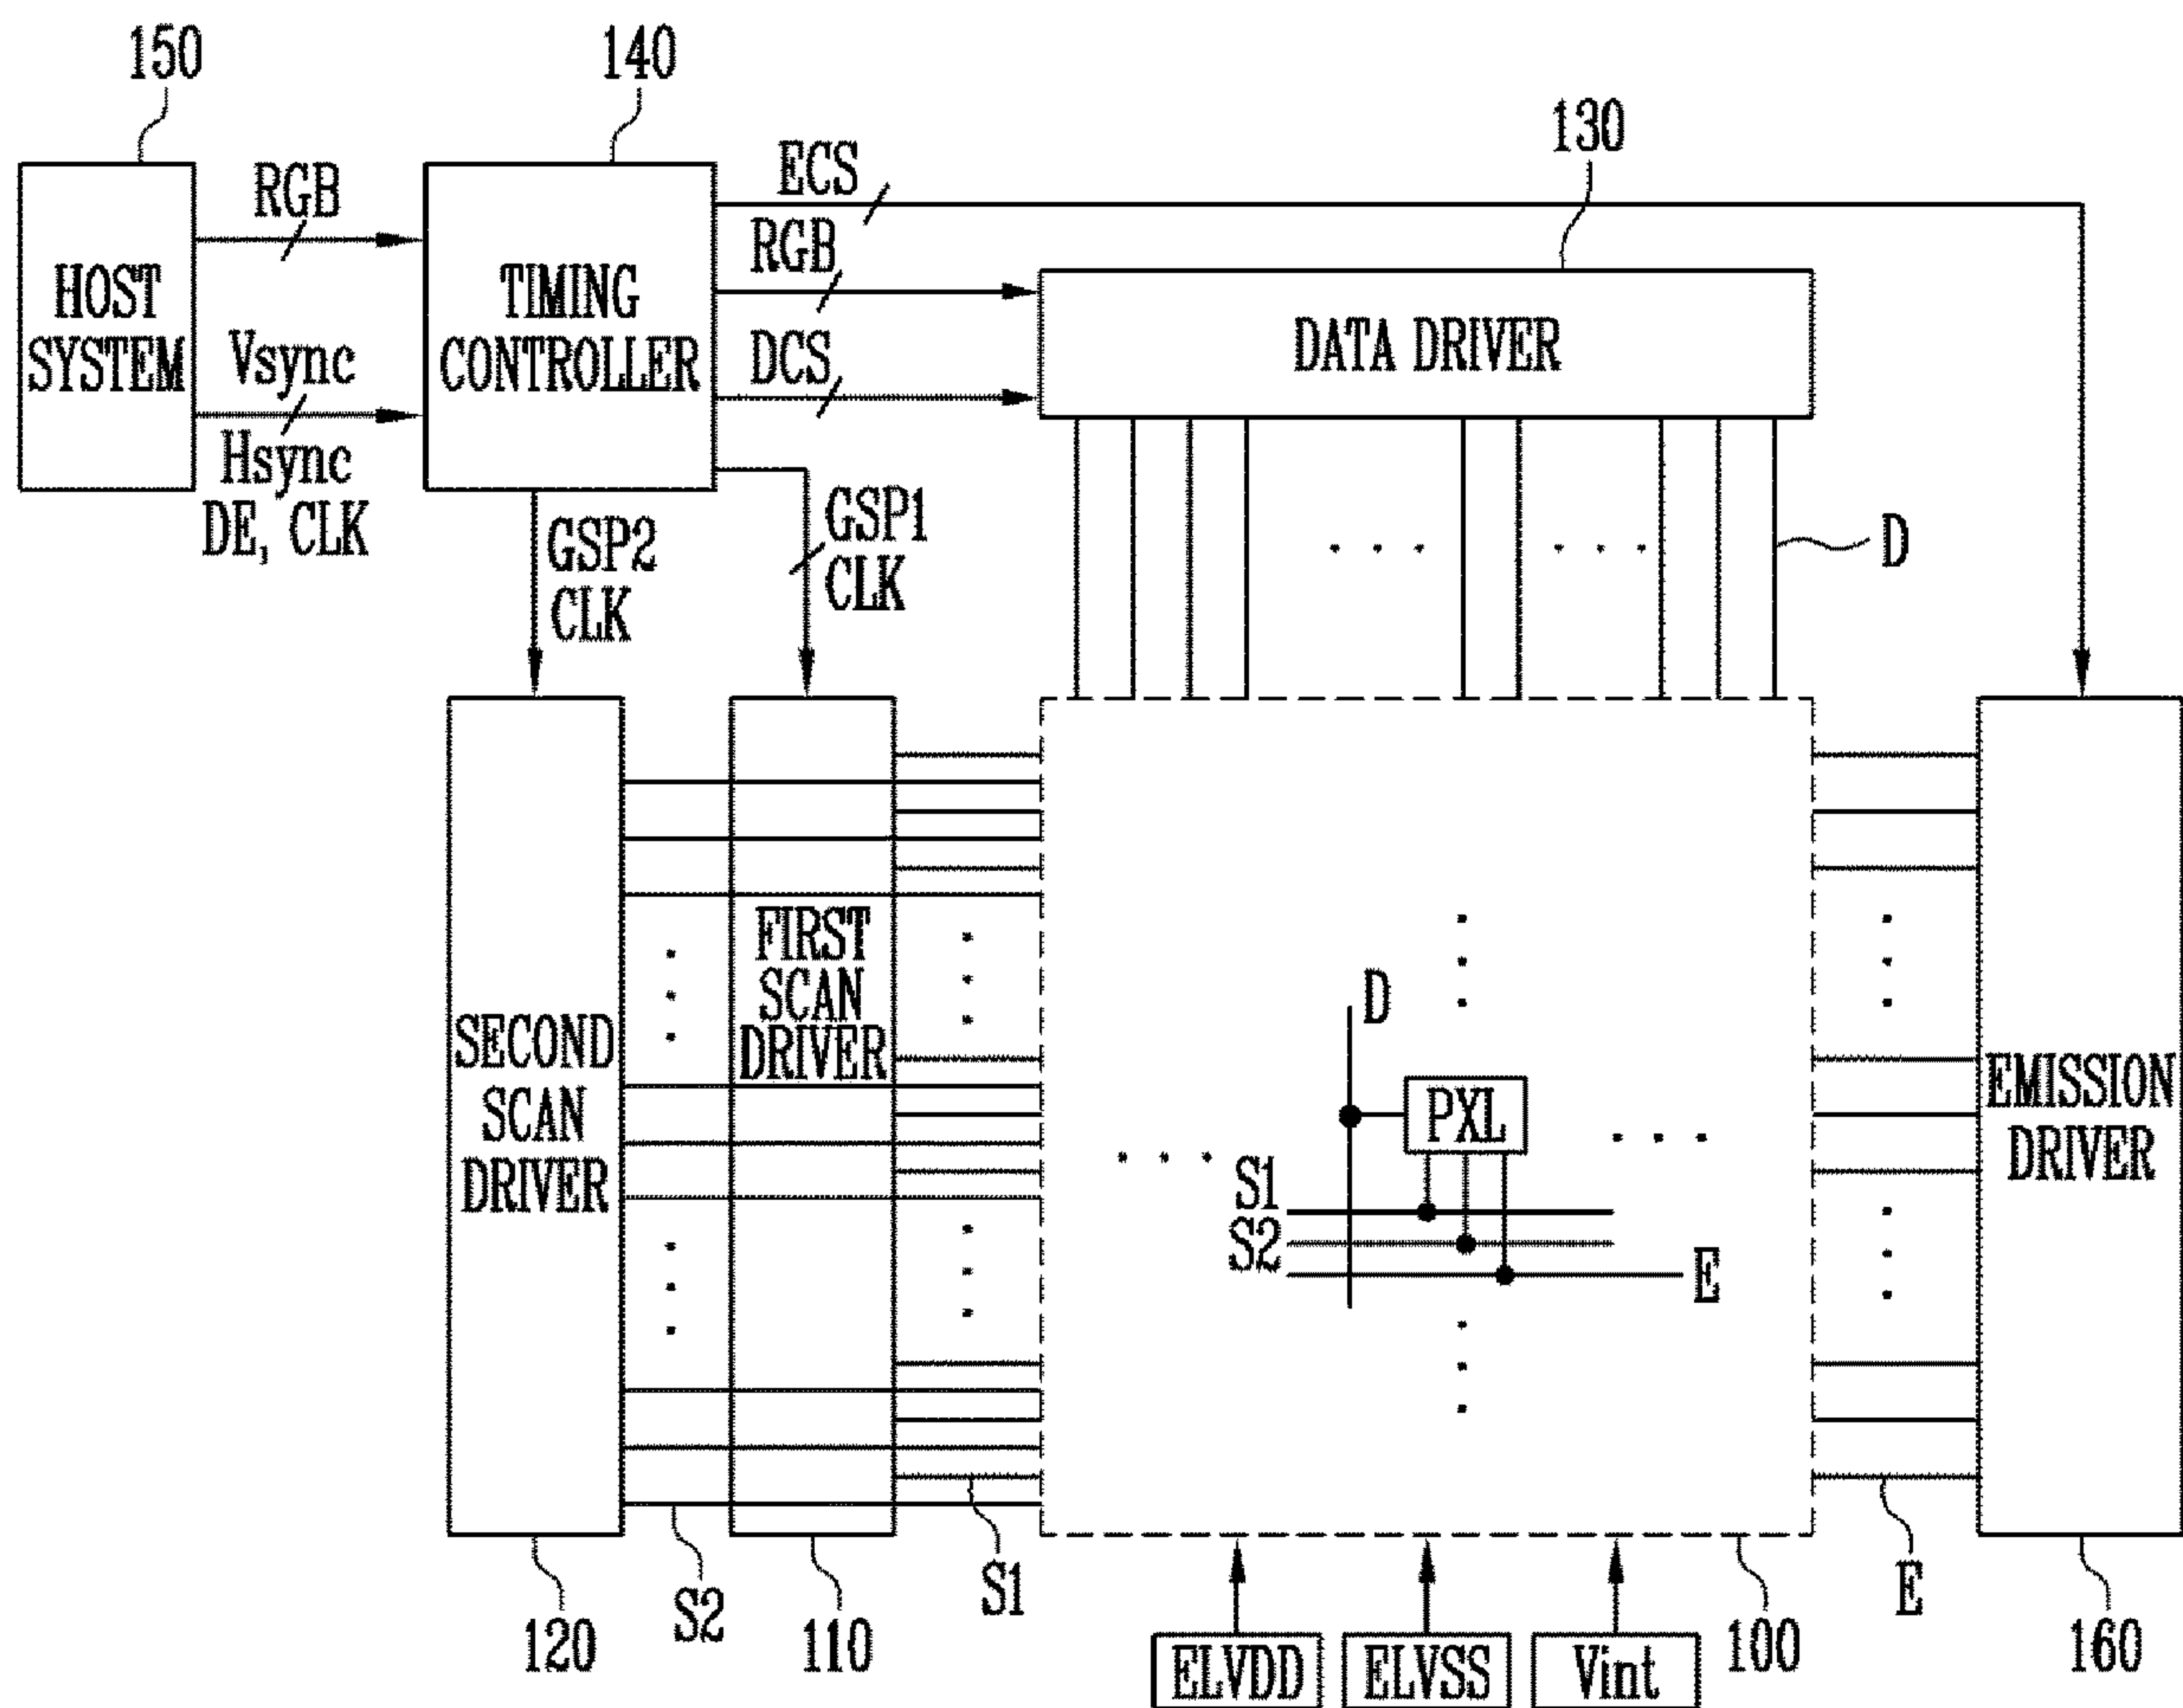 150
140
130
ECS
RGB
RGB
HOST
SYSTEM
TIMING
CONTROLLER
DATA DRIVER
Vsync
DCS
Hsync
DE, CLK
GSP2
CLK
GSP1
CLK
D
SECOND
SCAN
DRIVER
FIRST
SCAN
DRIVER
D
PXL
S1
S2
E
EMISSION
DRIVER
120
S2
110
S1
ELVDD
ELVSS
Vint
100
E
160